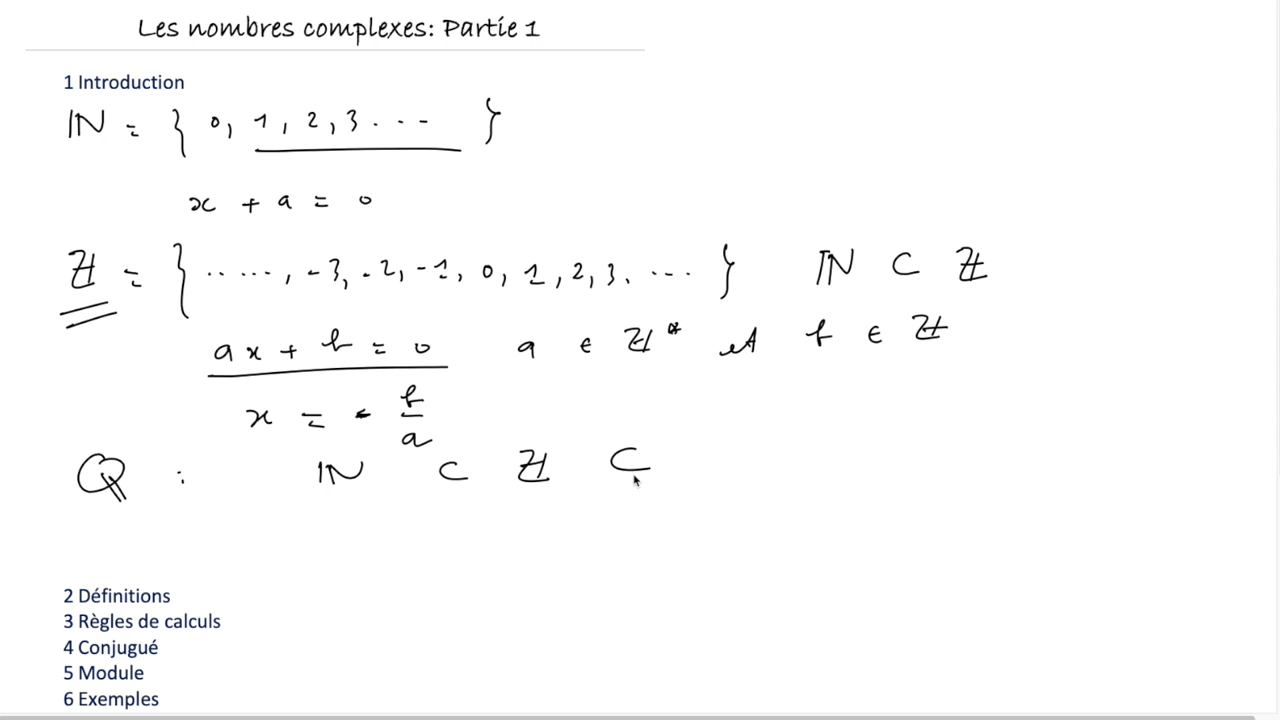 Les nombres complexes: Partie 1
1 Introduction
ℕ = { 0, 1, 2, 3 ... }
x + a = 0
ℤ = { ....., -3, -2, -1, 0, 1, 2, 3. ... } ℕ ⊂ ℤ
ax + b = 0 a ∈ ℤ* et b ∈ ℤ
x = - b/a
ℚ : ℕ ⊂ ℤ ⊂
2 Définitions
3 Règles de calculs
4 Conjugué
5 Module
6 Exemples